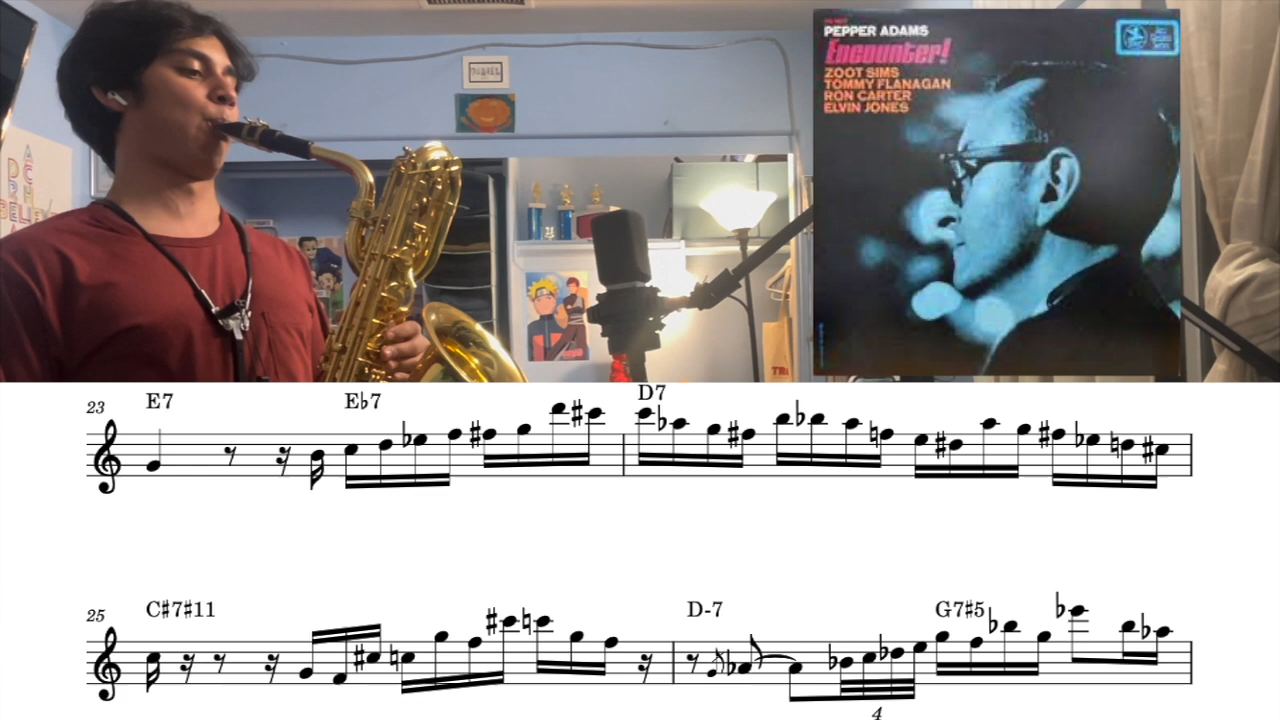 PEPPER ADAMS
Encounter!
ZOOT SIMS
TOMMY FLANAGAN
RON CARTER
ELVIN JONES
23
E7 E♭7 D7
25
C♯7♯11 D-7 G7♯5
4